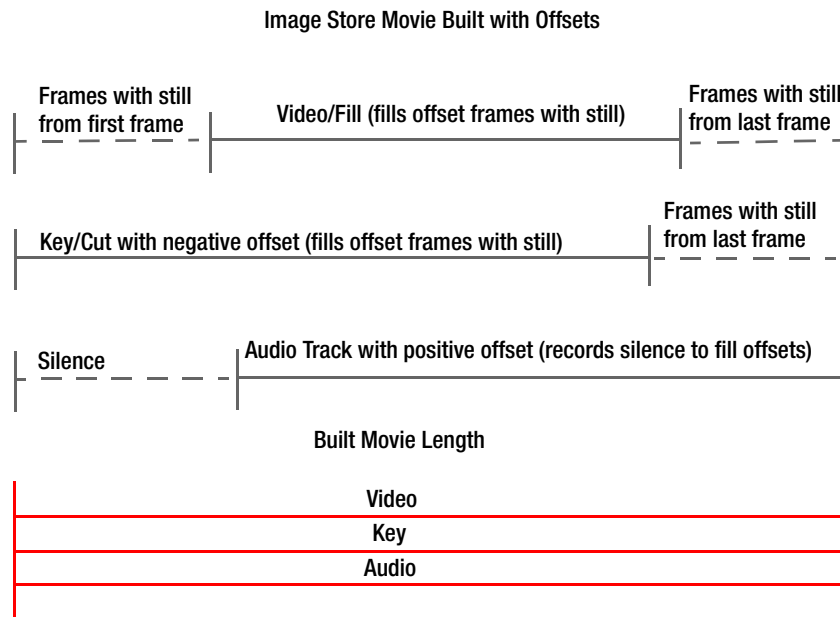 Image Store Movie Built with Offsets
Frames with still
from first frame
Video/Fill (fills offset frames with still)
Frames with still
from last frame
Key/Cut with negative offset (fills offset frames with still)
Frames with still
from last frame
Silence
Audio Track with positive offset (records silence to fill offsets)
Built Movie Length
Video
Key
Audio